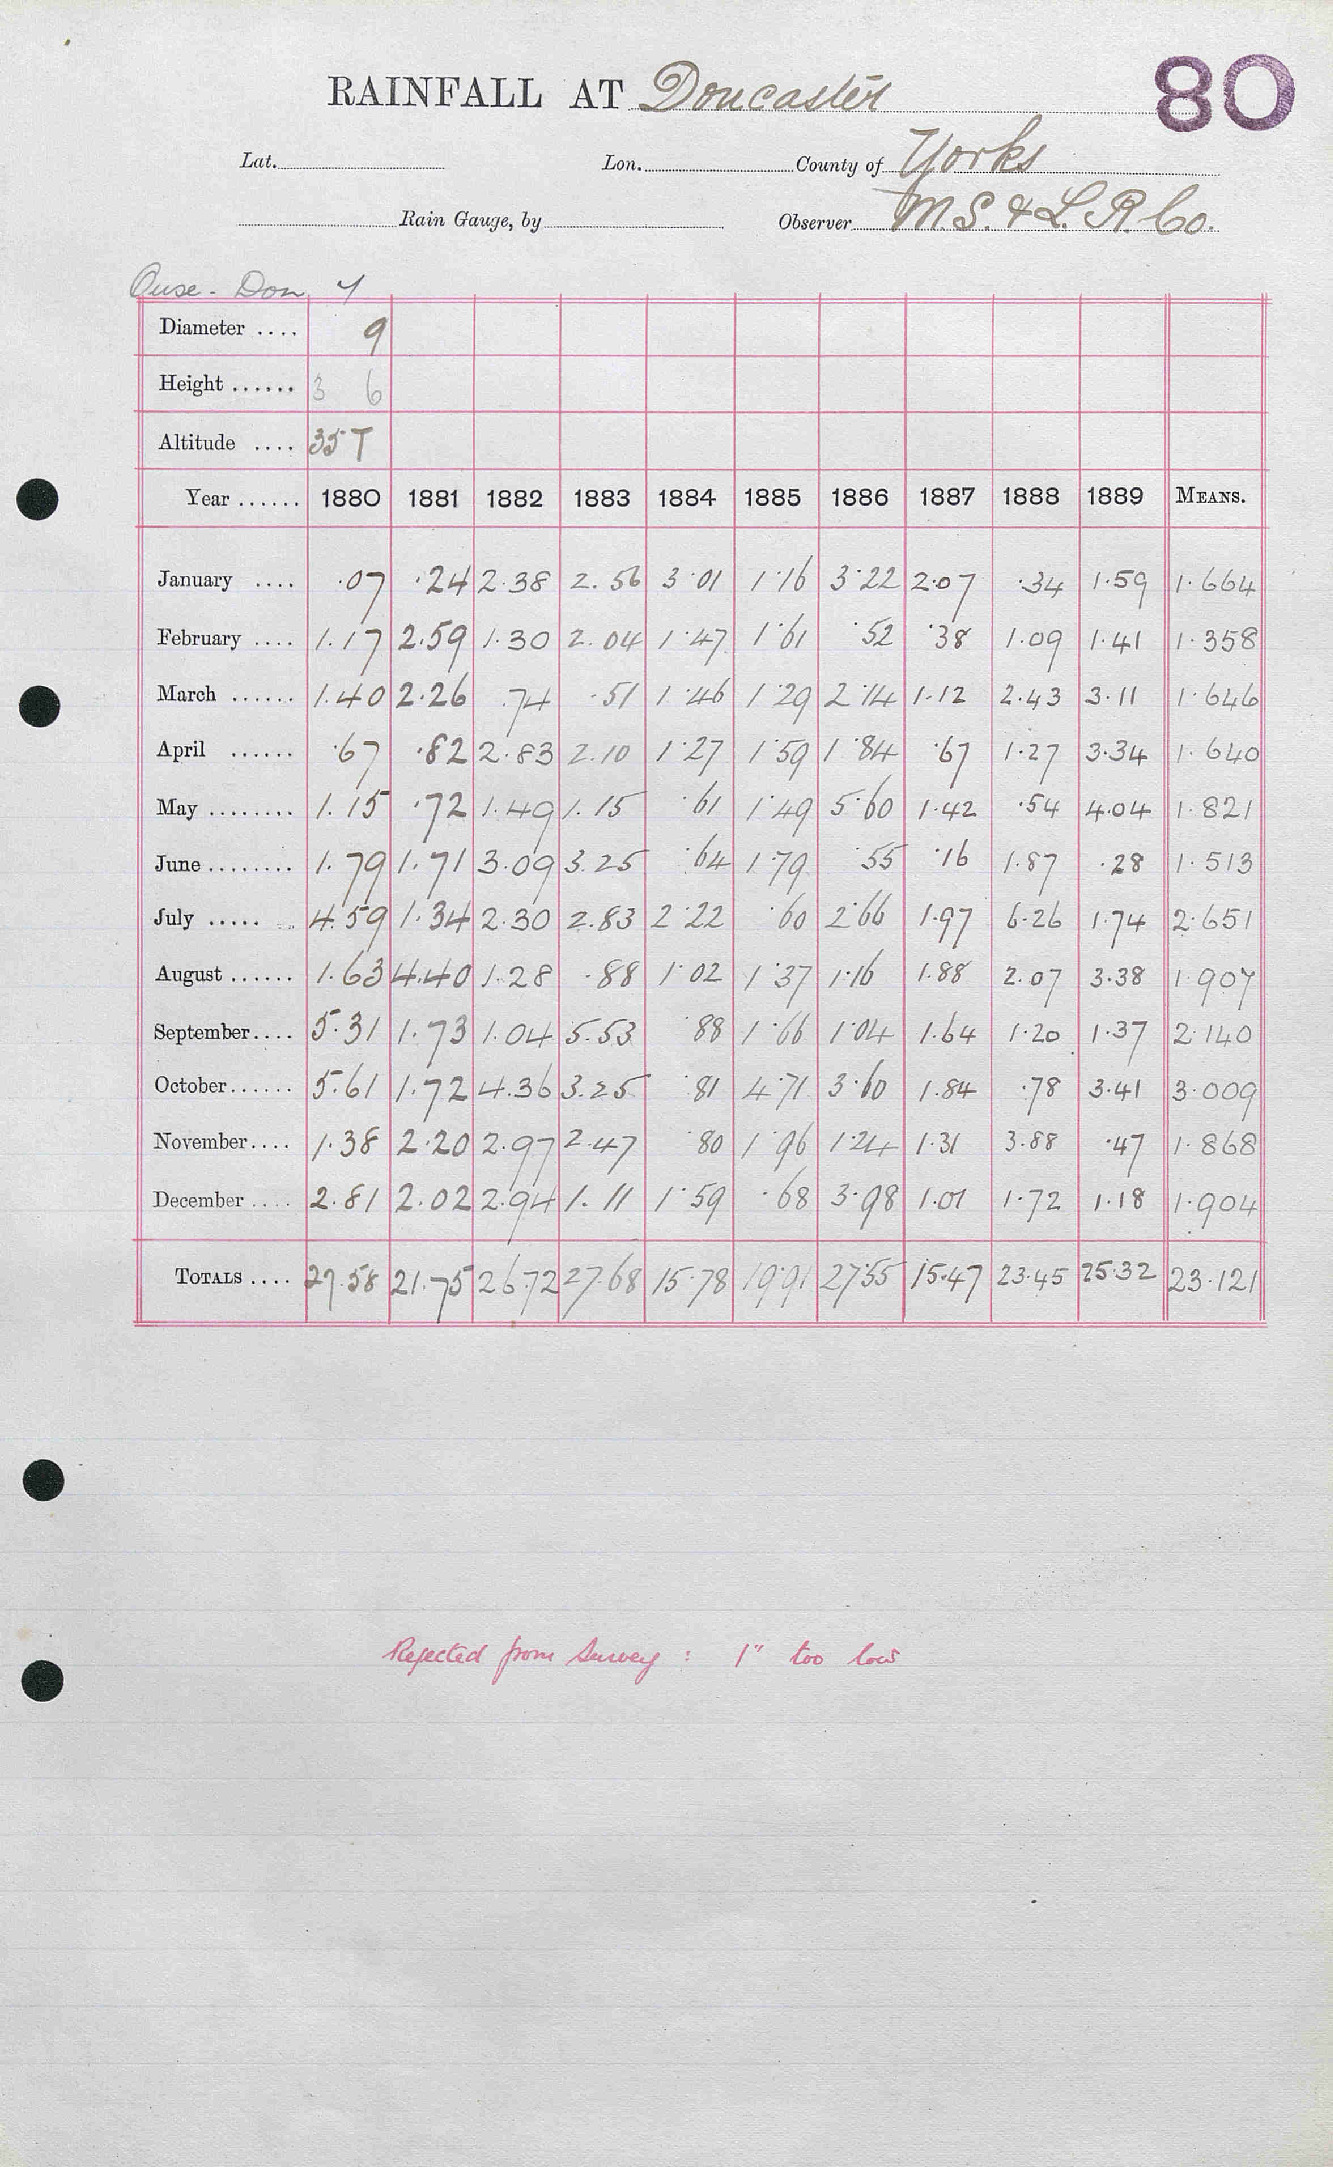 80
RAINFALL AT Doncaster
Lat. Lon. County of Yorks
Rain Gauge, by Observer M.S. & L. R. Co.
Ouse - Don Y
Diameter .... 9
Height ...... 3 6
Altitude .... 35 T
Year ...... 1880 1881 1882 1883 1884 1885 1886 1887 1888 1889 MEANS.
January .... .07 .24 2.38 2.56 3.01 1.16 3.22 2.07 .34 1.59 1.664
February .... 1.17 2.59 1.30 2.04 1.47 1.61 .52 .38 1.09 1.41 1.358
March ...... 1.40 2.26 .74 .51 1.46 1.29 2.14 1.12 2.43 3.11 1.646
April ...... .67 .82 2.83 2.10 1.27 1.59 1.84 .67 1.27 3.34 1.640
May ........ 1.15 .72 1.49 1.15 .61 1.49 5.60 1.42 .54 4.04 1.821
June ........ 1.79 1.71 3.09 3.25 .64 1.79 .55 .16 1.87 .28 1.513
July ..... 4.59 1.34 2.30 2.83 2.22 .60 2.66 1.97 6.26 1.74 2.651
August ...... 1.63 4.40 1.28 .88 1.02 1.37 1.16 1.88 2.07 3.38 1.907
September.... 5.31 1.73 1.04 5.53 .88 1.66 1.04 1.64 1.20 1.37 2.140
October...... 5.61 1.72 4.36 3.25 .81 4.71 3.60 1.84 .78 3.41 3.009
November.... 1.38 2.20 2.97 2.47 .80 1.96 1.24 1.31 3.88 .47 1.868
December .... 2.81 2.02 2.94 1.11 1.59 .68 3.98 1.01 1.72 1.18 1.904
TOTALS .... 27.58 21.75 26.72 27.68 15.78 19.91 27.55 15.47 23.45 25.32 23.121
Rejected from Survey : 1" too low